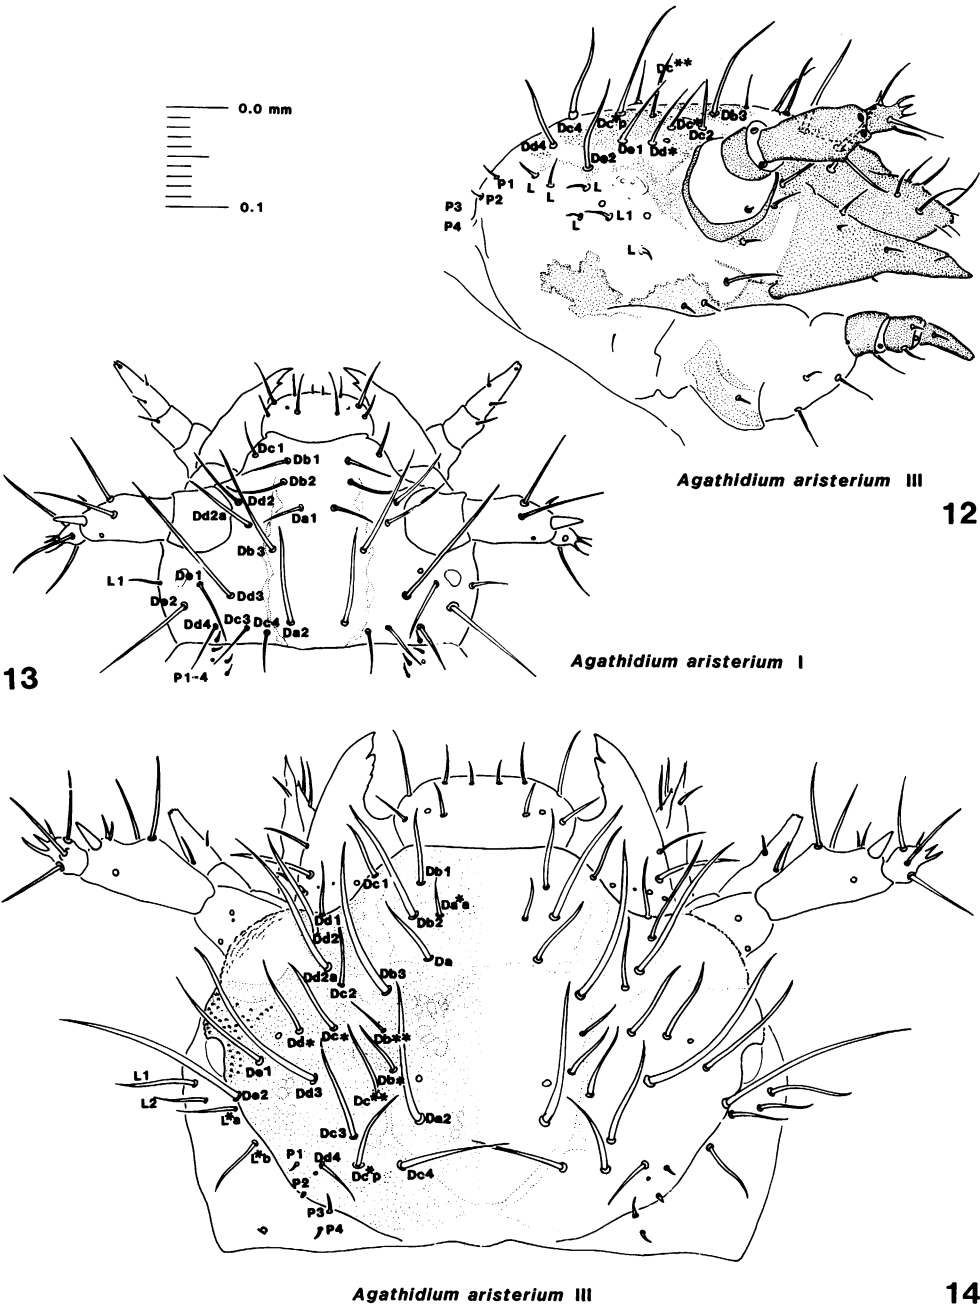 0.0 mm
0.1
Dc**
Dc4 Dc*p Dc* Db3
Dc2
Dd4 De2 De1 Dd*
P1 L L
P2 L
P3 L L1
P4
L
Agathidium aristerium III
12
Dc1
Db1
Db2
Dd2
Dd2a Da1
Db3
L1 De1
De2 Dd3
Dd4 Dc3 Dc4 Da2
P1-4
Agathidium aristerium I
13
Dc1 Db1
Da*a
Dd1 Db2
Dd2
Da
Dd2a Db3
Dc2
Dd* Dc* Db**
De1
L1 Db*
De2 Dd3 Dc**
L2
L*a Da2
Dc3
L*b P1 Dd4
Dc*p Dc4
P2
P3
P4
Agathidium aristerium III
14